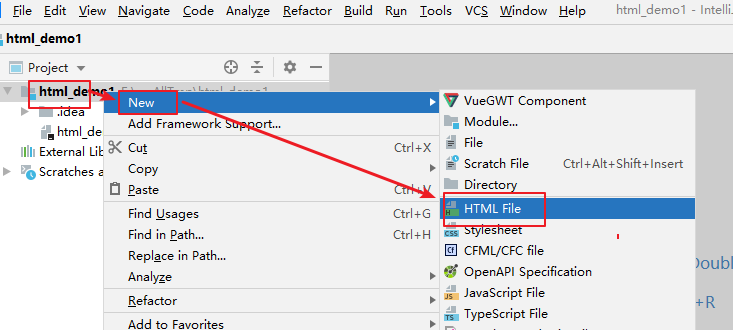 File Edit View Navigate Code Analyze Refactor Build Run Tools VCS Window Help html_demo1 - Intelli
html_demo1
Project
html_demo1
.idea
External Lib
Scratches a
New
Add Framework Support...
Cut Ctrl+X
Copy
Paste Ctrl+V
Find Usages Ctrl+G
Find in Path... Ctrl+H
Replace in Path...
Analyze
Refactor
Add to Favorites
VueGWT Component
Module...
File
Scratch File Ctrl+Alt+Shift+Insert
Directory
HTML File
Stylesheet
CFML/CFC file
OpenAPI Specification
JavaScript File
TypeScript File
Doubl
+R